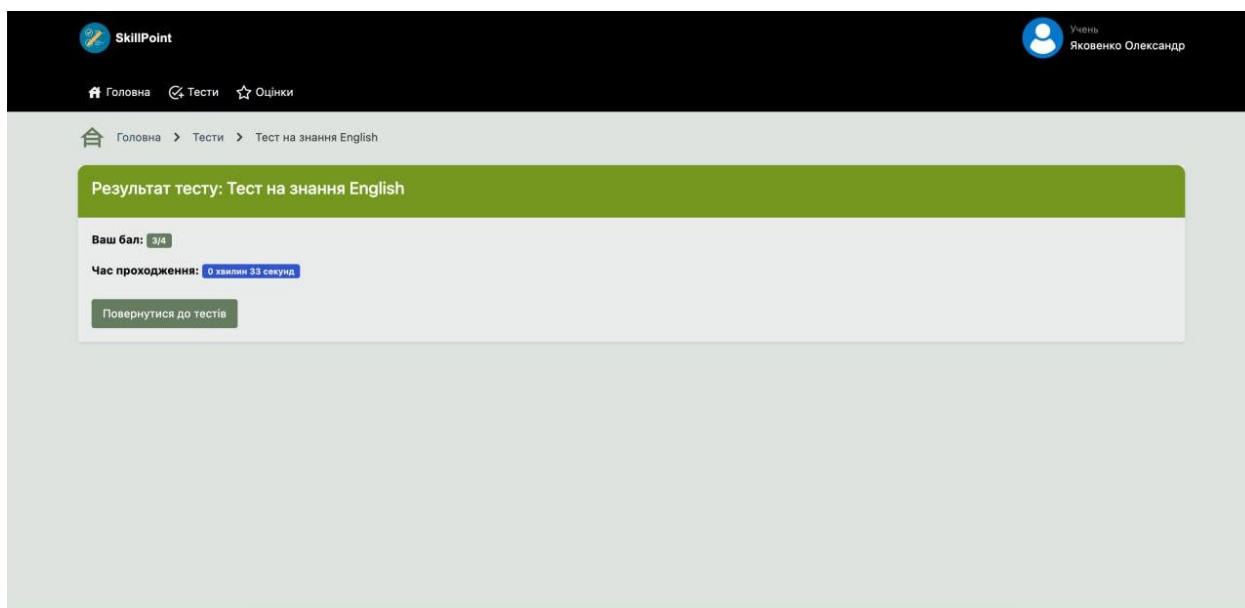 SkillPoint
Учень
Яковенко Олександр
Головна Тести Оцінки
Головна > Тести > Тест на знання English
Результат тесту: Тест на знання English
Ваш бал: 3/4
Час проходження: 0 хвилин 33 секунд
Повернутися до тестів